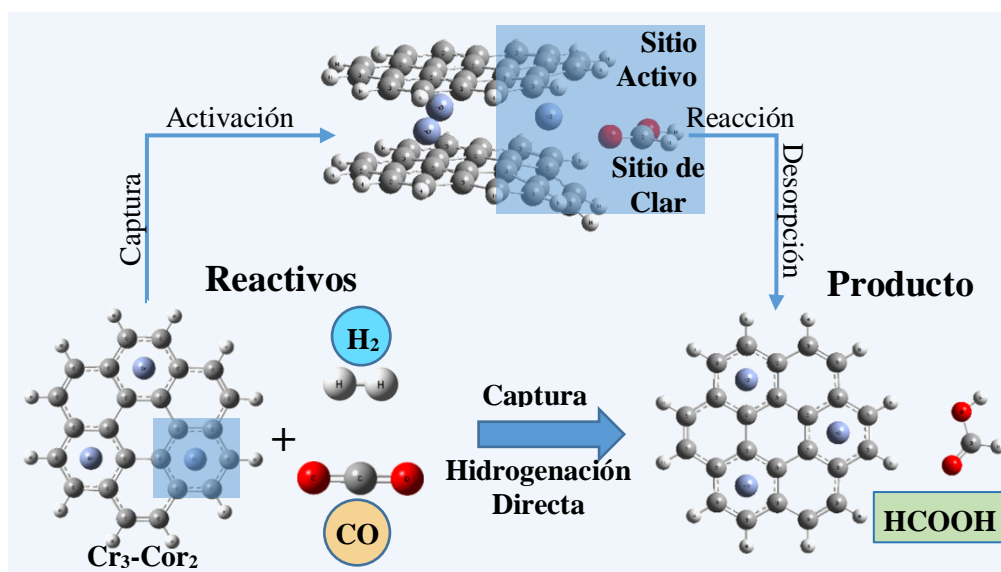 Sitio
Activo
Activación
Reacción
Sitio de
Clar
Captura
Desorpción
Reactivos
Producto
H₂
H H
Captura
+
Hidrogenación
Directa
CO
HCOOH
Cr₃-Cor₂